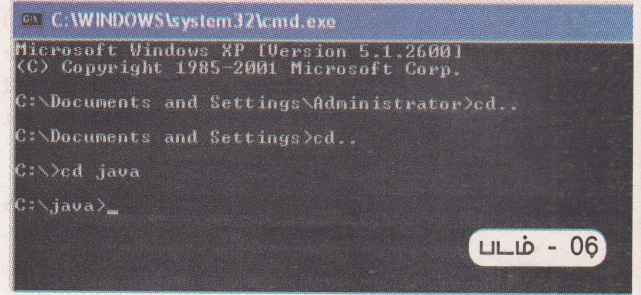 C:\WINDOWS\system32\cmd.exe
Microsoft Windows XP [Version 5.1.2600]
(C) Copyright 1985-2001 Microsoft Corp.
C:\Documents and Settings\Administrator>cd..
C:\Documents and Settings>cd..
C:\>cd java
C:\java>_
படம் - 06